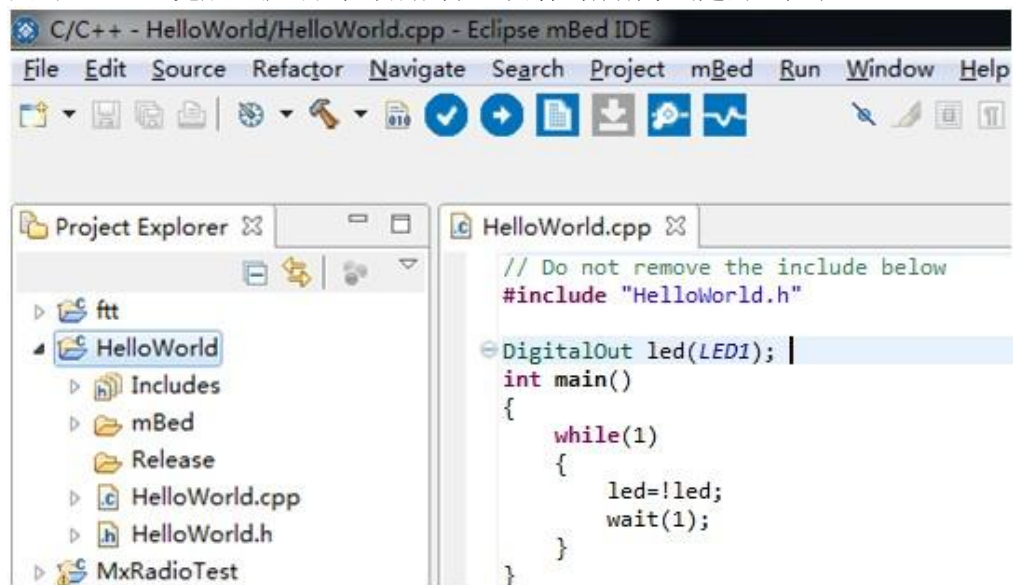 C/C++ - HelloWorld/HelloWorld.cpp - Eclipse mBed IDE
File Edit Source Refactor Navigate Search Project mBed Run Window Help
010
Project Explorer
HelloWorld.cpp
// Do not remove the include below
#include "HelloWorld.h"
ftt
HelloWorld
DigitalOut led(LED1);
Includes
int main()
{
mBed
while(1)
Release
{
HelloWorld.cpp
led=!led;
wait(1);
HelloWorld.h
}
MxRadioTest
}